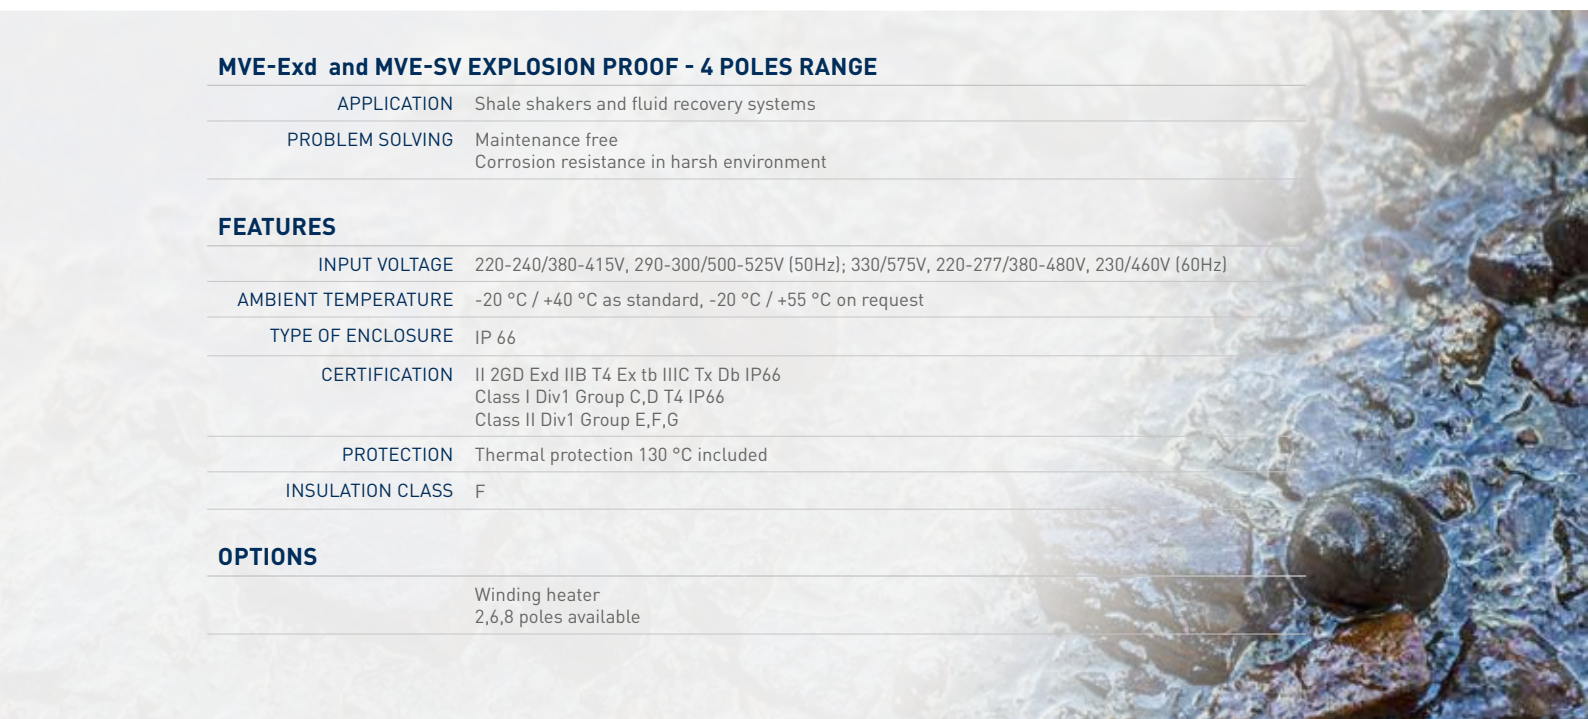 MVE-Exd and MVE-SV EXPLOSION PROOF - 4 POLES RANGE
APPLICATION Shale shakers and fluid recovery systems
PROBLEM SOLVING Maintenance free
Corrosion resistance in harsh environment
FEATURES
INPUT VOLTAGE 220-240/380-415V, 290-300/500-525V (50Hz); 330/575V, 220-277/380-480V, 230/460V (60Hz)
AMBIENT TEMPERATURE -20 °C / +40 °C as standard, -20 °C / +55 °C on request
TYPE OF ENCLOSURE IP 66
CERTIFICATION II 2GD Exd IIB T4 Ex tb IIIC Tx Db IP66
Class I Div1 Group C,D T4 IP66
Class II Div1 Group E,F,G
PROTECTION Thermal protection 130 °C included
INSULATION CLASS F
OPTIONS
Winding heater
2,6,8 poles available